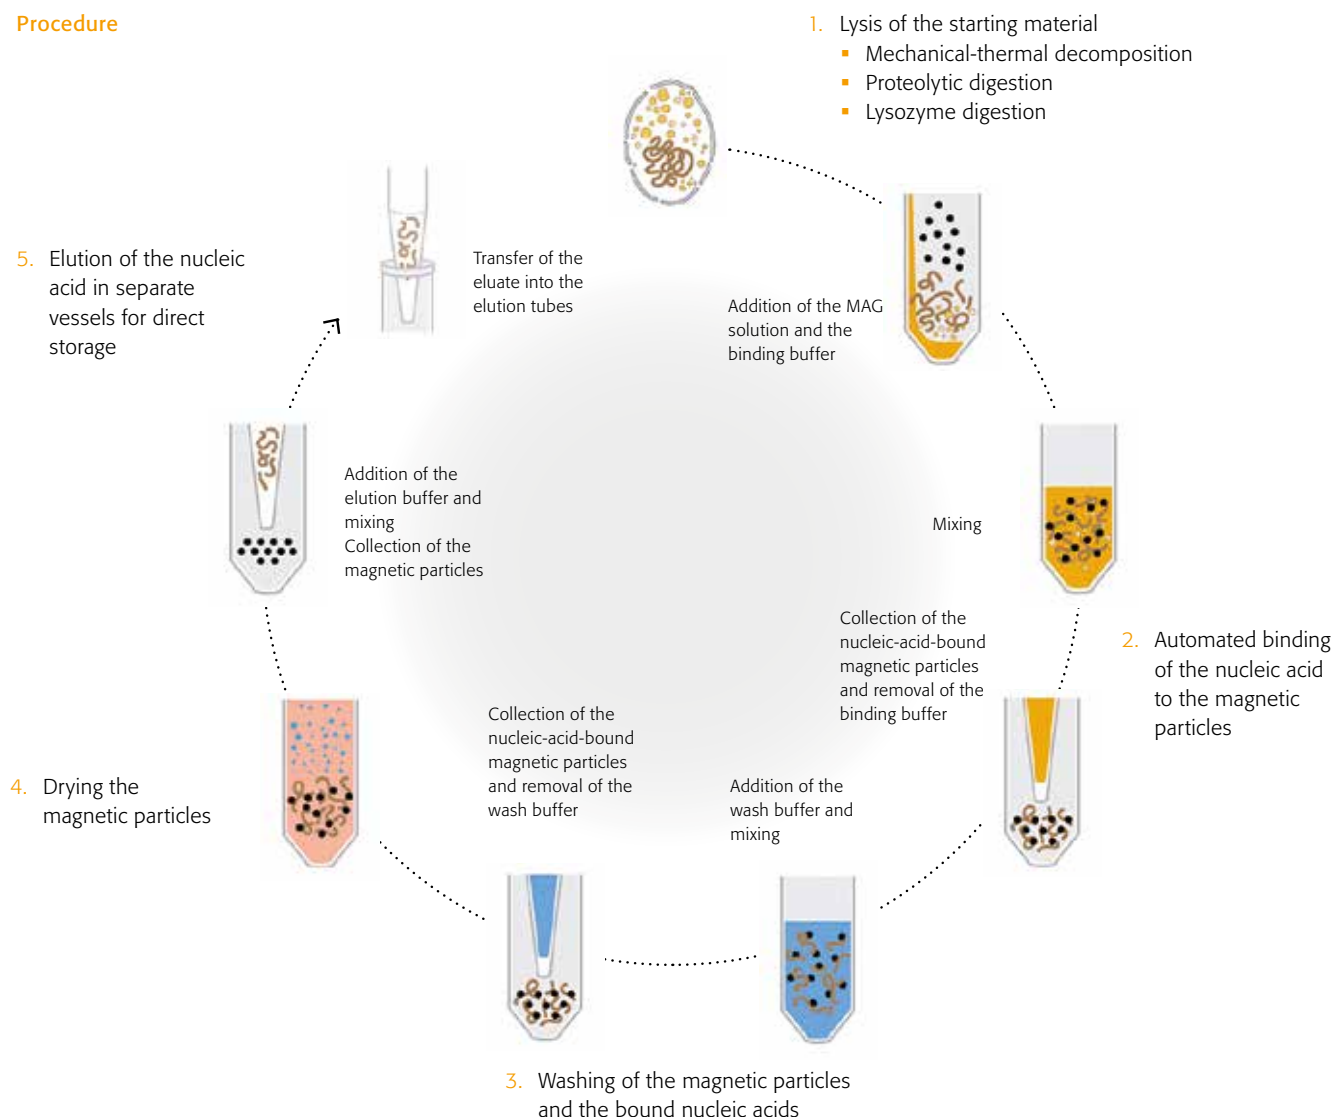 Procedure
1. Lysis of the starting material
▪ Mechanical-thermal decomposition
▪ Proteolytic digestion
▪ Lysozyme digestion
Addition of the MAG
solution and the
binding buffer
Mixing
2. Automated binding
of the nucleic acid
to the magnetic
particles
Collection of the
nucleic-acid-bound
magnetic particles
and removal of the
binding buffer
Addition of the
wash buffer and
mixing
3. Washing of the magnetic particles
and the bound nucleic acids
Collection of the
nucleic-acid-bound
magnetic particles
and removal of the
wash buffer
4. Drying the
magnetic particles
Addition of the
elution buffer and
mixing
Collection of the
magnetic particles
5. Elution of the nucleic
acid in separate
vessels for direct
storage
Transfer of the
eluate into the
elution tubes